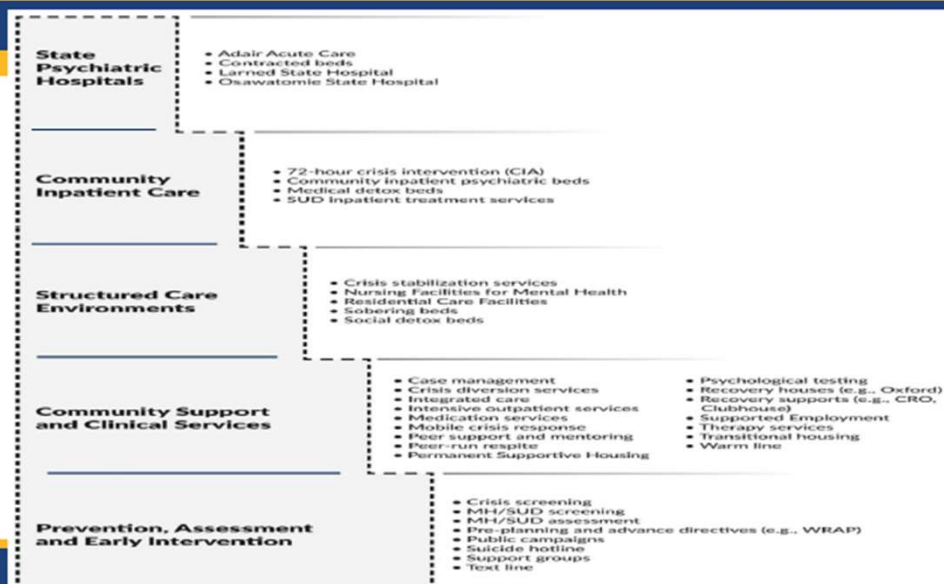 State
Psychiatric
Hospitals
• Adair Acute Care
• Contracted beds
• Larned State Hospital
• Osawatomie State Hospital
Community
Inpatient Care
• 72-hour crisis intervention (CIA)
• Community inpatient psychiatric beds
• Medical detox beds
• SUD inpatient treatment services
Structured Care
Environments
• Crisis stabilization services
• Nursing Facilities for Mental Health
• Residential Care Facilities
• Sobering beds
• Social detox beds
Community Support
and Clinical Services
• Case management
• Crisis diversion services
• Integrated care
• Intensive outpatient services
• Medication services
• Mobile crisis response
• Peer support and mentoring
• Peer-run respite
• Permanent Supportive Housing
• Psychological testing
• Recovery houses (e.g., Oxford)
• Recovery supports (e.g., CRO,
Clubhouse)
• Supported Employment
• Therapy services
• Transitional housing
• Warm line
Prevention, Assessment
and Early Intervention
• Crisis screening
• MH/SUD screening
• MH/SUD assessment
• Pre-planning and advance directives (e.g., WRAP)
• Public campaigns
• Suicide hotline
• Support groups
• Text line